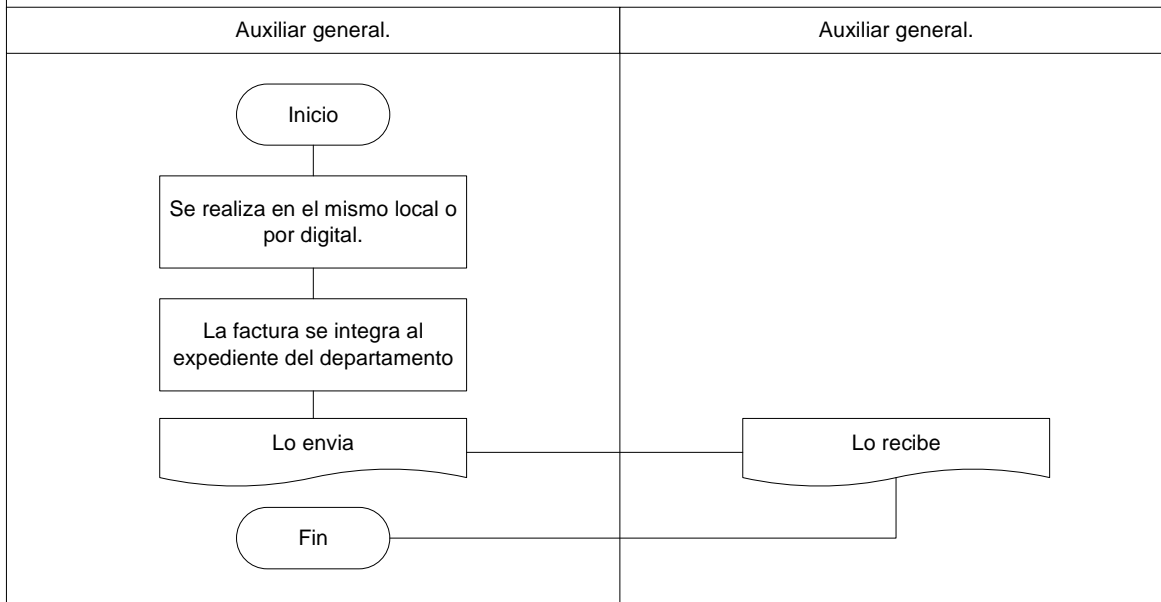 Auxiliar general.
Auxiliar general.
Inicio
Se realiza en el mismo local o
por digital.
La factura se integra al
expediente del departamento
Lo envia
Lo recibe
Fin